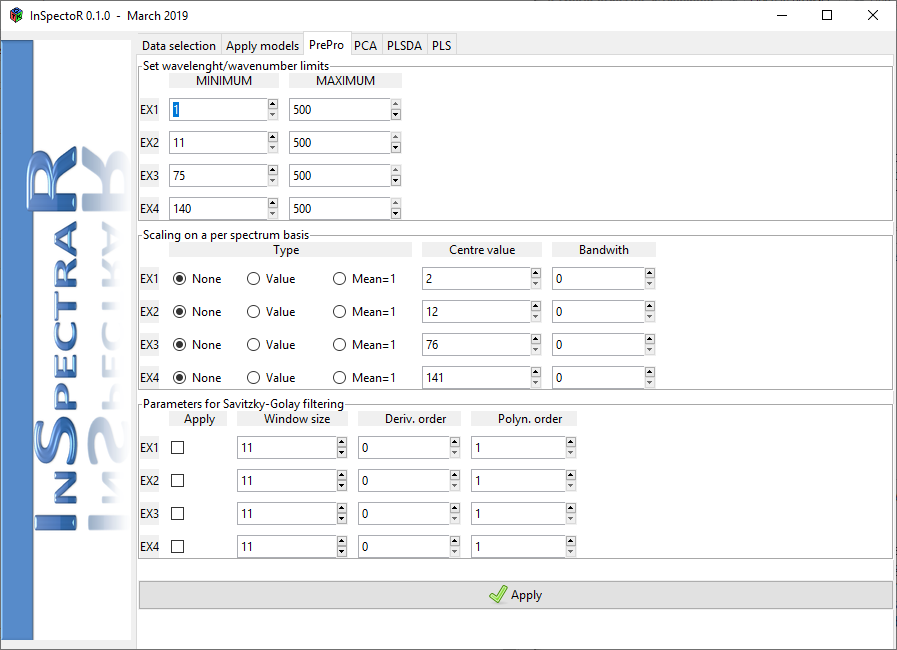 InSpectoR 0.1.0 - March 2019
Data selection Apply models PrePro PCA PLSDA PLS
Set wavelenght/wavenumber limits
MINIMUM MAXIMUM
EX1 1 500
EX2 11 500
EX3 75 500
EX4 140 500
Scaling on a per spectrum basis
Type Centre value Bandwith
EX1 None Value Mean=1 2 0
EX2 None Value Mean=1 12 0
EX3 None Value Mean=1 76 0
EX4 None Value Mean=1 141 0
Parameters for Savitzky-Golay filtering
Apply Window size Deriv. order Polyn. order
EX1 11 0 1
EX2 11 0 1
EX3 11 0 1
EX4 11 0 1
Apply
INSPECTRA R